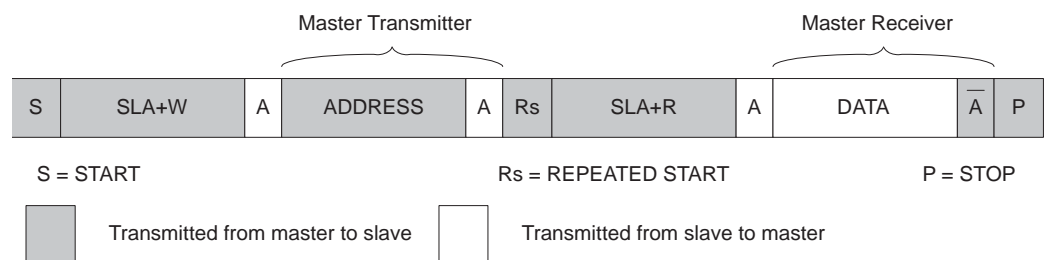 Master Transmitter Master Receiver
S SLA+W A ADDRESS A Rs SLA+R A DATA A̅ P
S = START Rs = REPEATED START P = STOP
Transmitted from master to slave Transmitted from slave to master